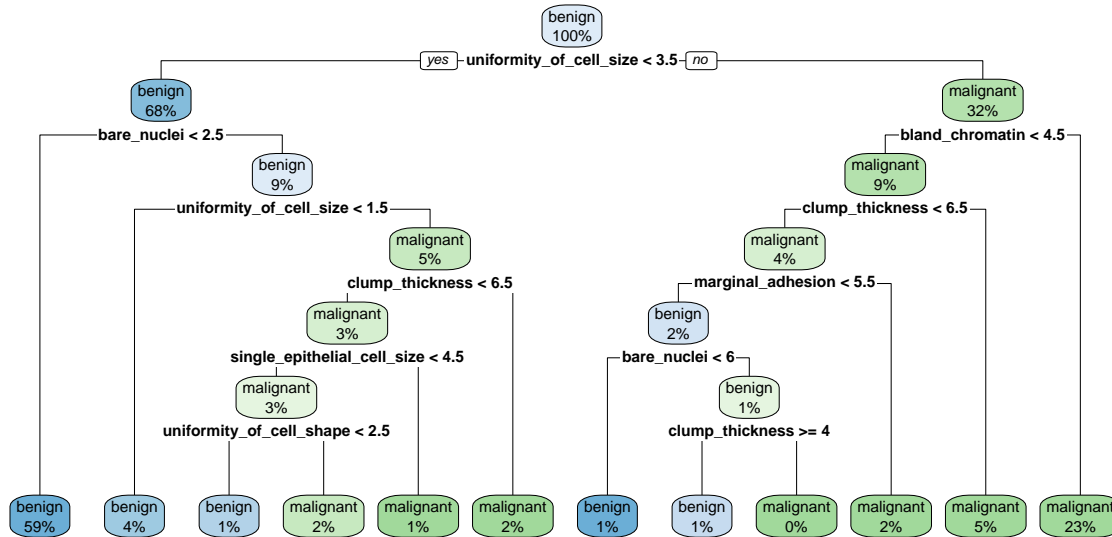 benign
100%
yes uniformity_of_cell_size < 3.5 no
benign
68%
malignant
32%
bare_nuclei < 2.5
bland_chromatin < 4.5
benign
9%
malignant
9%
uniformity_of_cell_size < 1.5
clump_thickness < 6.5
malignant
5%
malignant
4%
clump_thickness < 6.5
marginal_adhesion < 5.5
malignant
3%
benign
2%
single_epithelial_cell_size < 4.5
bare_nuclei < 6
malignant
3%
benign
1%
uniformity_of_cell_shape < 2.5
clump_thickness >= 4
benign
59%
benign
4%
benign
1%
malignant
2%
malignant
1%
malignant
2%
benign
1%
benign
1%
malignant
0%
malignant
2%
malignant
5%
malignant
23%